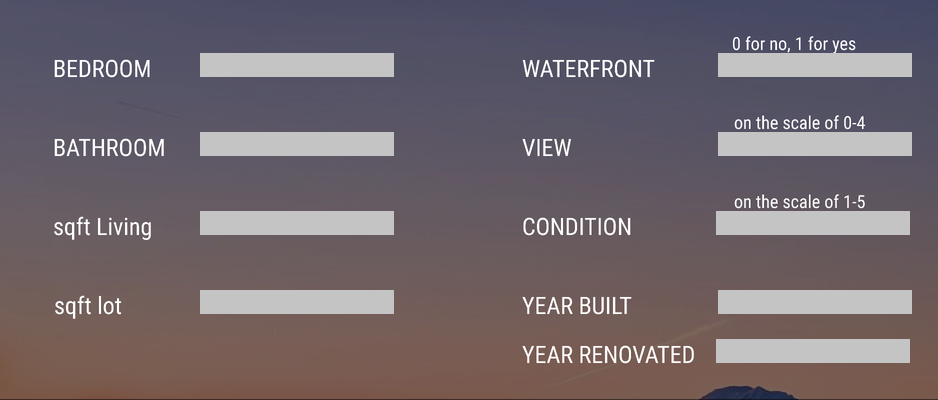 BEDROOM
BATHROOM
sqft Living
sqft lot
0 for no, 1 for yes
WATERFRONT
on the scale of 0-4
VIEW
on the scale of 1-5
CONDITION
YEAR BUILT
YEAR RENOVATED